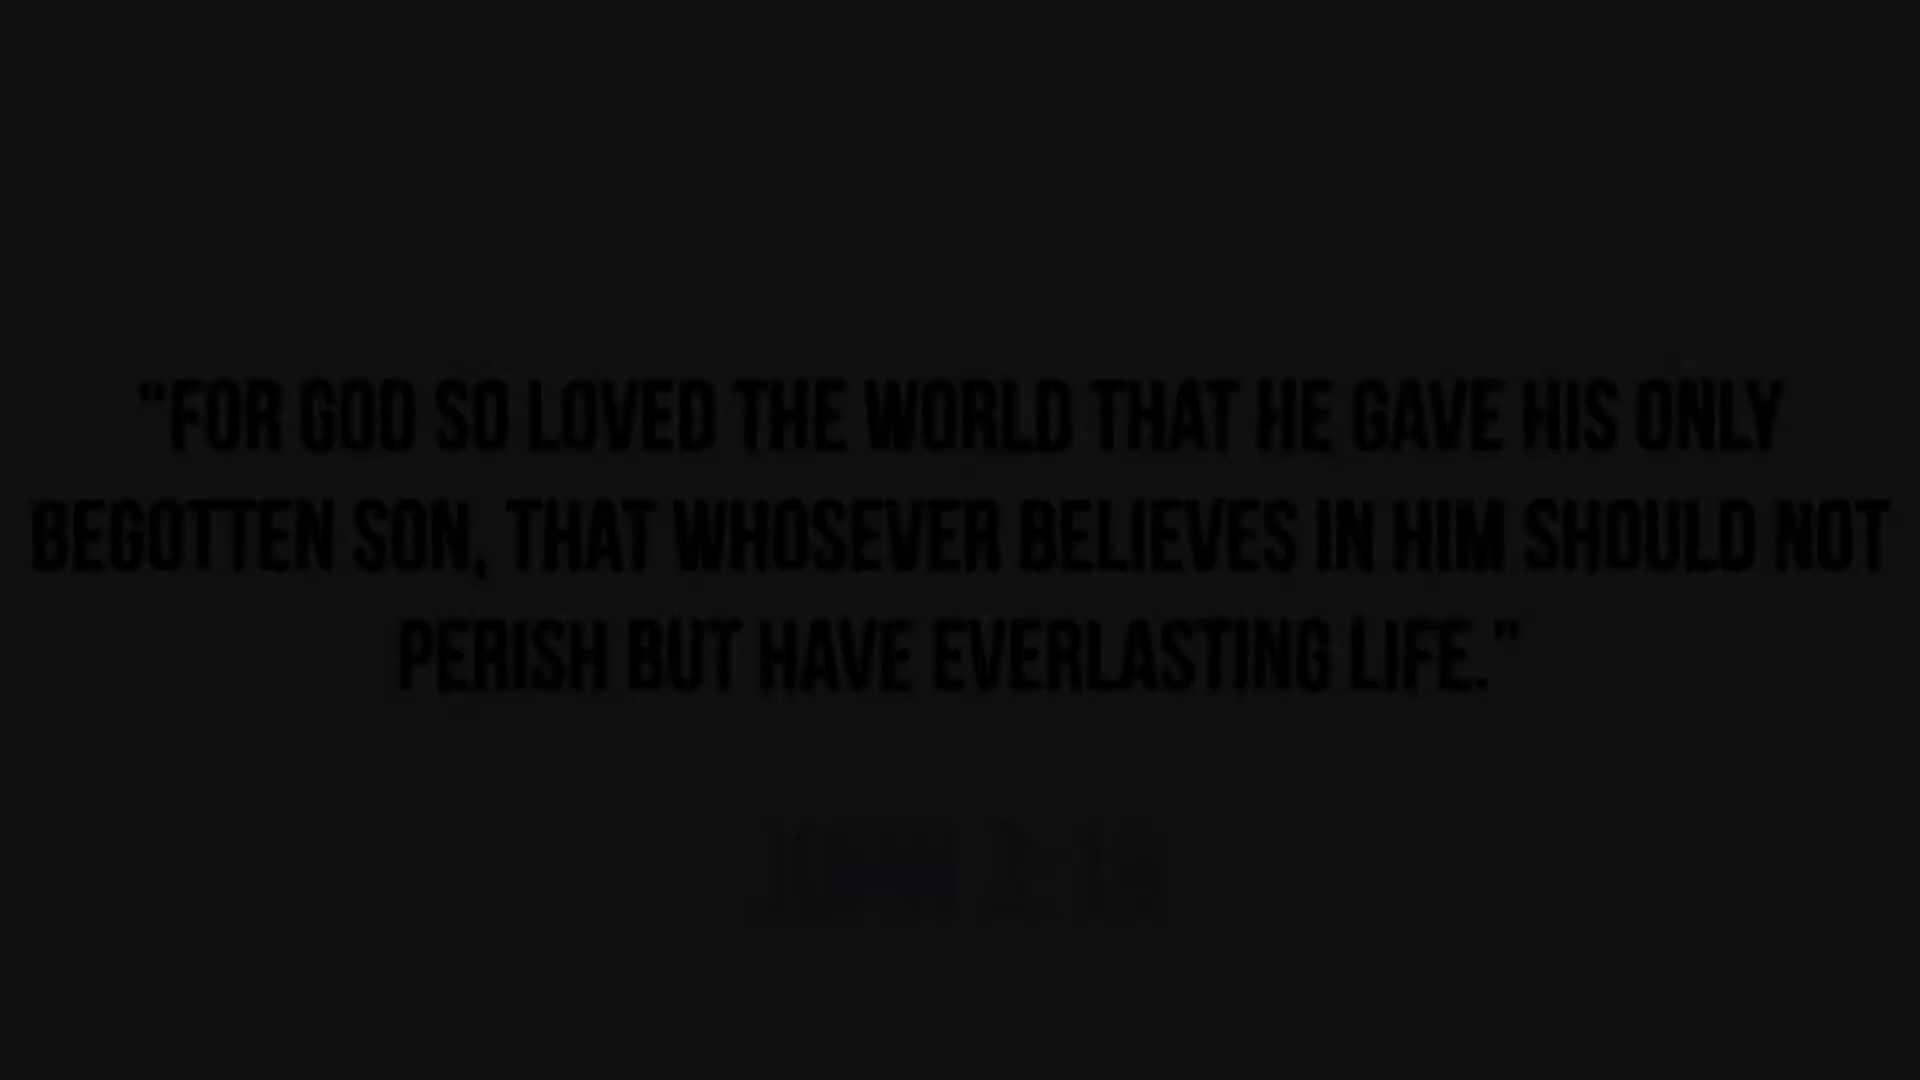 "FOR GOD SO LOVED THE WORLD THAT HE GAVE HIS ONLY
BEGOTTEN SON, THAT WHOSEVER BELIEVES IN HIM SHOULD NOT
PERISH BUT HAVE EVERLASTING LIFE."
JOHN 3:16